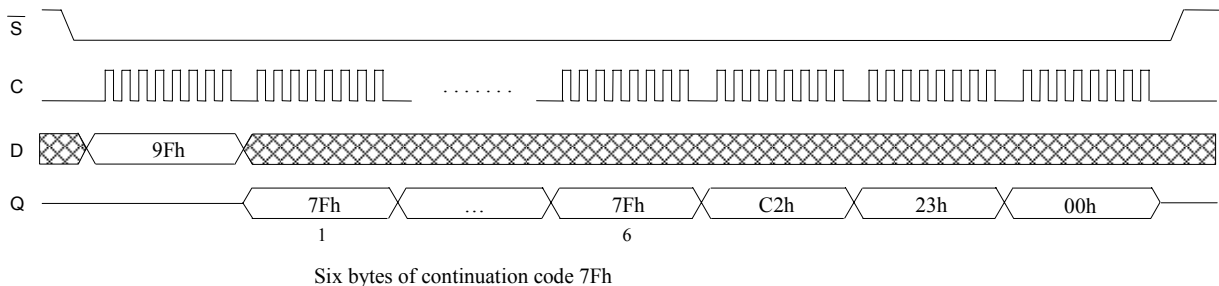 S
C .......
D 9Fh
Q 7Fh ... 7Fh C2h 23h 00h
1 6
Six bytes of continuation code 7Fh